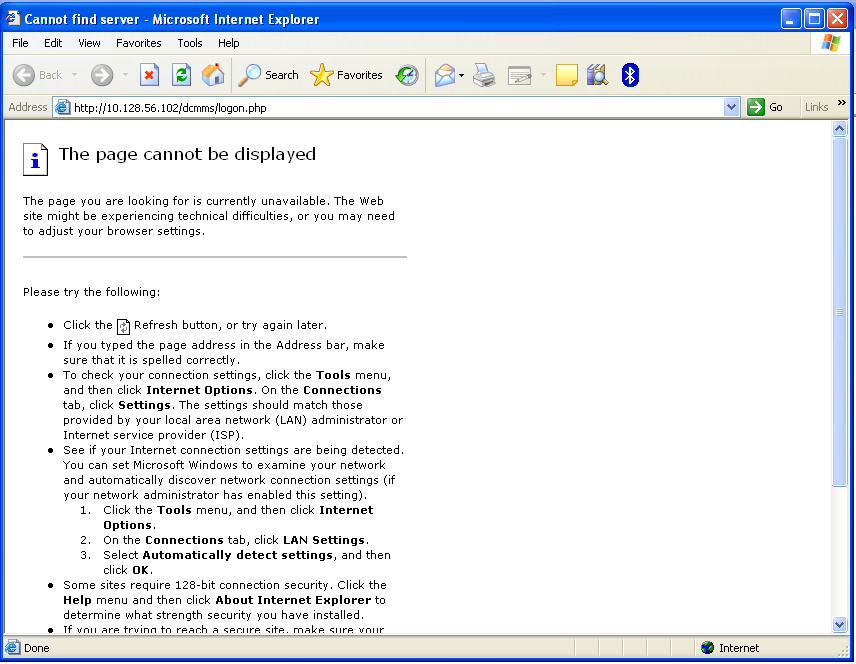 Cannot find server - Microsoft Internet Explorer
File Edit View Favorites Tools Help
Back Search Favorites
Address http://10.128.56.102/dcmms/logon.php Go Links »
The page cannot be displayed
The page you are looking for is currently unavailable. The Web
site might be experiencing technical difficulties, or you may need
to adjust your browser settings.
Please try the following:
• Click the Refresh button, or try again later.
• If you typed the page address in the Address bar, make
sure that it is spelled correctly.
• To check your connection settings, click the Tools menu,
and then click Internet Options. On the Connections
tab, click Settings. The settings should match those
provided by your local area network (LAN) administrator or
Internet service provider (ISP).
• See if your Internet connection settings are being detected.
You can set Microsoft Windows to examine your network
and automatically discover network connection settings (if
your network administrator has enabled this setting).
1. Click the Tools menu, and then click Internet
Options.
2. On the Connections tab, click LAN Settings.
3. Select Automatically detect settings, and then
click OK.
• Some sites require 128-bit connection security. Click the
Help menu and then click About Internet Explorer to
determine what strength security you have installed.
• If you are trying to reach a secure site, make sure your
Done Internet